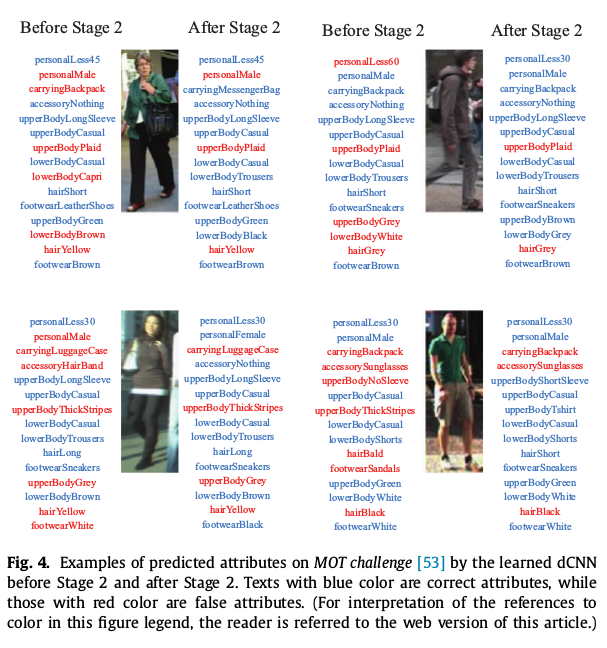 Before Stage 2
After Stage 2
personalLess45
personalMale
carryingBackpack
accessoryNothing
upperBodyLongSleeve
upperBodyCasual
upperBodyPlaid
lowerBodyCasual
lowerBodyCapri
hairShort
footwearLeatherShoes
upperBodyGreen
lowerBodyBrown
hairYellow
footwearBrown
personalLess45
personalMale
carryingMessengerBag
accessoryNothing
upperBodyLongSleeve
upperBodyCasual
upperBodyPlaid
lowerBodyCasual
lowerBodyTrousers
hairShort
footwearLeatherShoes
upperBodyGreen
lowerBodyBlack
hairYellow
footwearBrown
Before Stage 2
After Stage 2
personalLess60
personalMale
carryingBackpack
accessoryNothing
upperBodyLongSleeve
upperBodyCasual
upperBodyPlaid
lowerBodyCasual
lowerBodyTrousers
hairShort
footwearSneakers
upperBodyGrey
lowerBodyWhite
hairGrey
footwearBrown
personalLess30
personalMale
carryingBackpack
accessoryNothing
upperBodyLongSleeve
upperBodyCasual
upperBodyPlaid
lowerBodyCasual
lowerBodyTrousers
hairShort
footwearSneakers
upperBodyBrown
lowerBodyGrey
hairGrey
footwearBrown
personalLess30
personalMale
carryingLuggageCase
accessoryHairBand
upperBodyLongSleeve
upperBodyCasual
upperBodyThickStripes
lowerBodyCasual
lowerBodyTrousers
hairLong
footwearSneakers
upperBodyGrey
lowerBodyBrown
hairYellow
footwearWhite
personalLess30
personalFemale
carryingLuggageCase
accessoryNothing
upperBodyLongSleeve
upperBodyCasual
upperBodyThickStripes
lowerBodyCasual
lowerBodyTrousers
hairLong
footwearSneakers
upperBodyGrey
lowerBodyBrown
hairYellow
footwearBlack
personalLess30
personalMale
carryingBackpack
accessorySunglasses
upperBodyNoSleeve
upperBodyCasual
upperBodyThickStripes
lowerBodyCasual
lowerBodyShorts
hairBald
footwearSandals
upperBodyGreen
lowerBodyWhite
hairBlack
footwearWhite
personalLess30
personalMale
carryingBackpack
accessorySunglasses
upperBodyShortSleeve
upperBodyCasual
upperBodyTshirt
lowerBodyCasual
lowerBodyShorts
hairShort
footwearSneakers
upperBodyGreen
lowerBodyWhite
hairBlack
footwearWhite
Fig. 4. Examples of predicted attributes on MOT challenge [53] by the learned dCNN
before Stage 2 and after Stage 2. Texts with blue color are correct attributes, while
those with red color are false attributes. (For interpretation of the references to
color in this figure legend, the reader is referred to the web version of this article.)